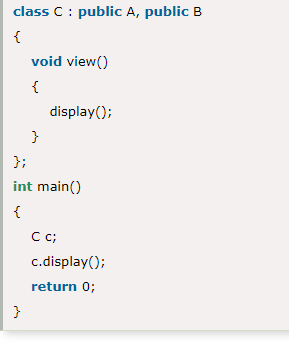 class C : public A, public B
{
void view()
{
display();
}
};
int main()
{
C c;
c.display();
return 0;
}